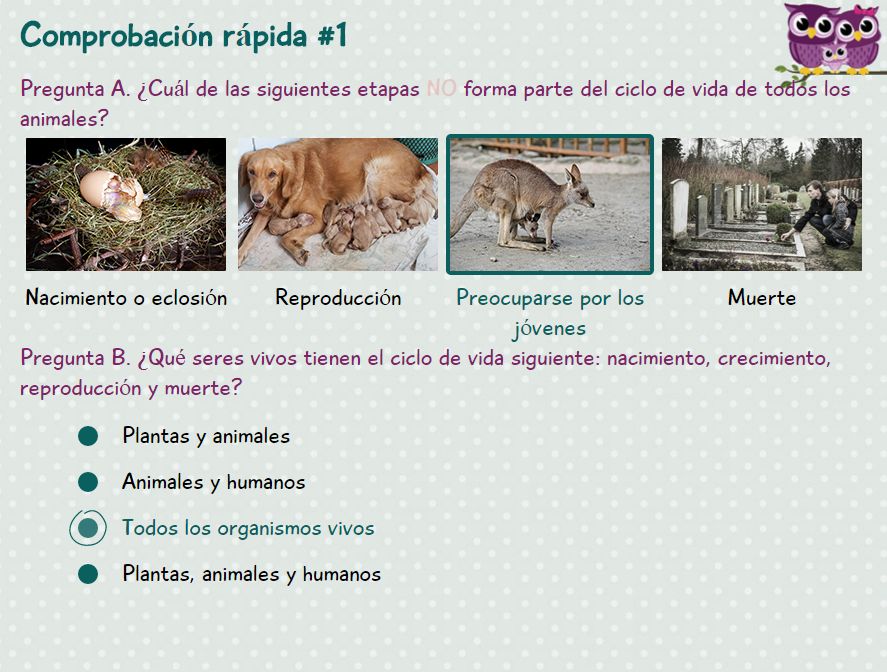 Comprobación rápida #1
Pregunta A. ¿Cuál de las siguientes etapas NO forma parte del ciclo de vida de todos los
animales?
Nacimiento o eclosión
Reproducción
Preocuparse por los
jóvenes
Muerte
Pregunta B. ¿Qué seres vivos tienen el ciclo de vida siguiente: nacimiento, crecimiento,
reproducción y muerte?
Plantas y animales
Animales y humanos
Todos los organismos vivos
Plantas, animales y humanos